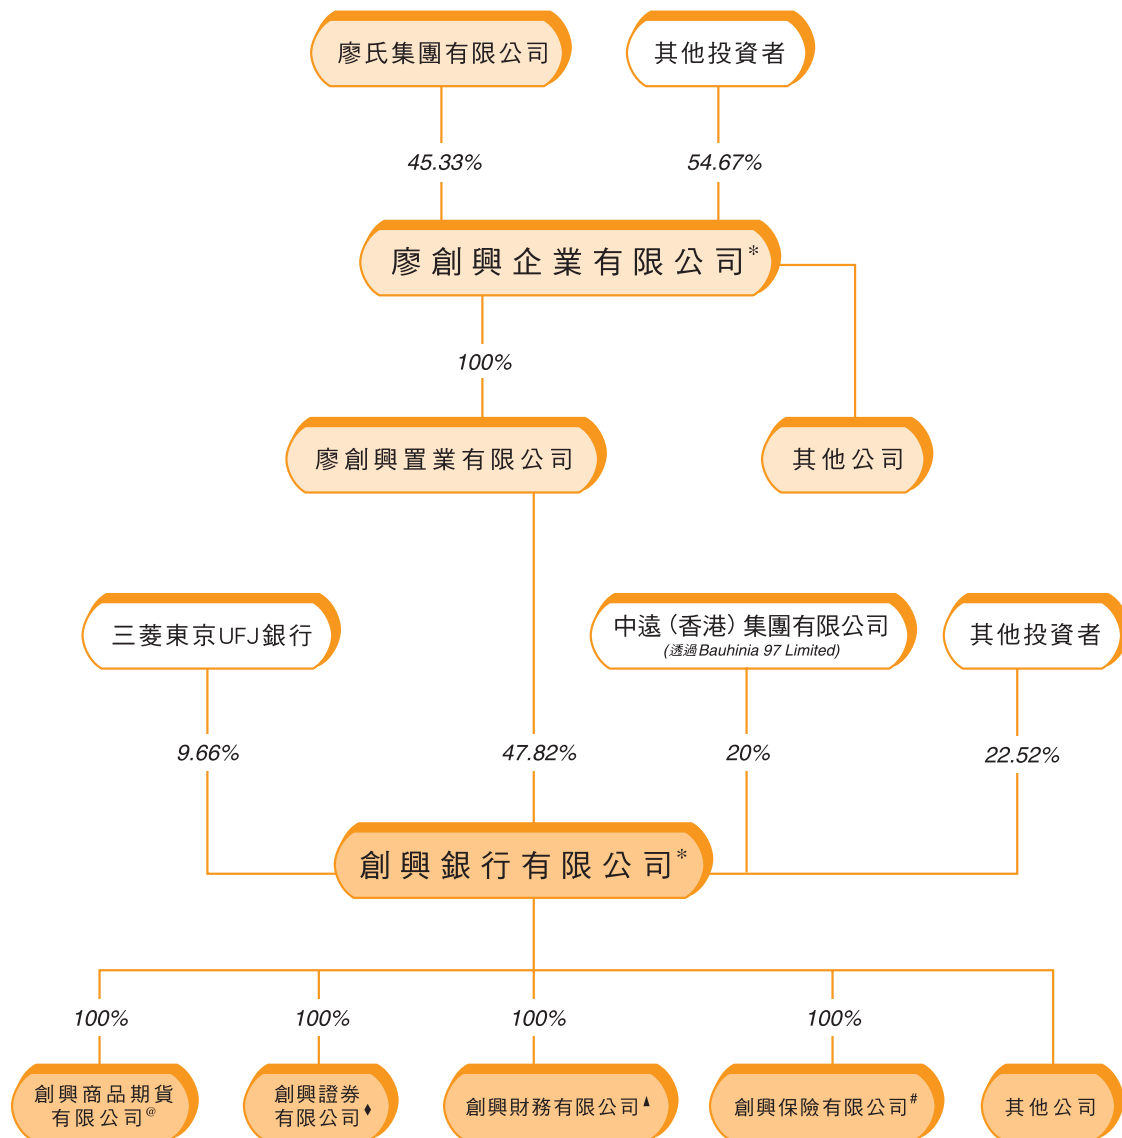 廖氏集團有限公司
其他投資者
45.33%
54.67%
廖創興企業有限公司*
100%
廖創興置業有限公司
其他公司
三菱東京UFJ銀行
中遠（香港）集團有限公司
(透過Bauhinia 97 Limited)
其他投資者
9.66%
47.82%
20%
22.52%
創興銀行有限公司*
100%
100%
100%
100%
創興商品期貨
有限公司@
創興證券
有限公司♦
創興財務有限公司▲
創興保險有限公司#
其他公司